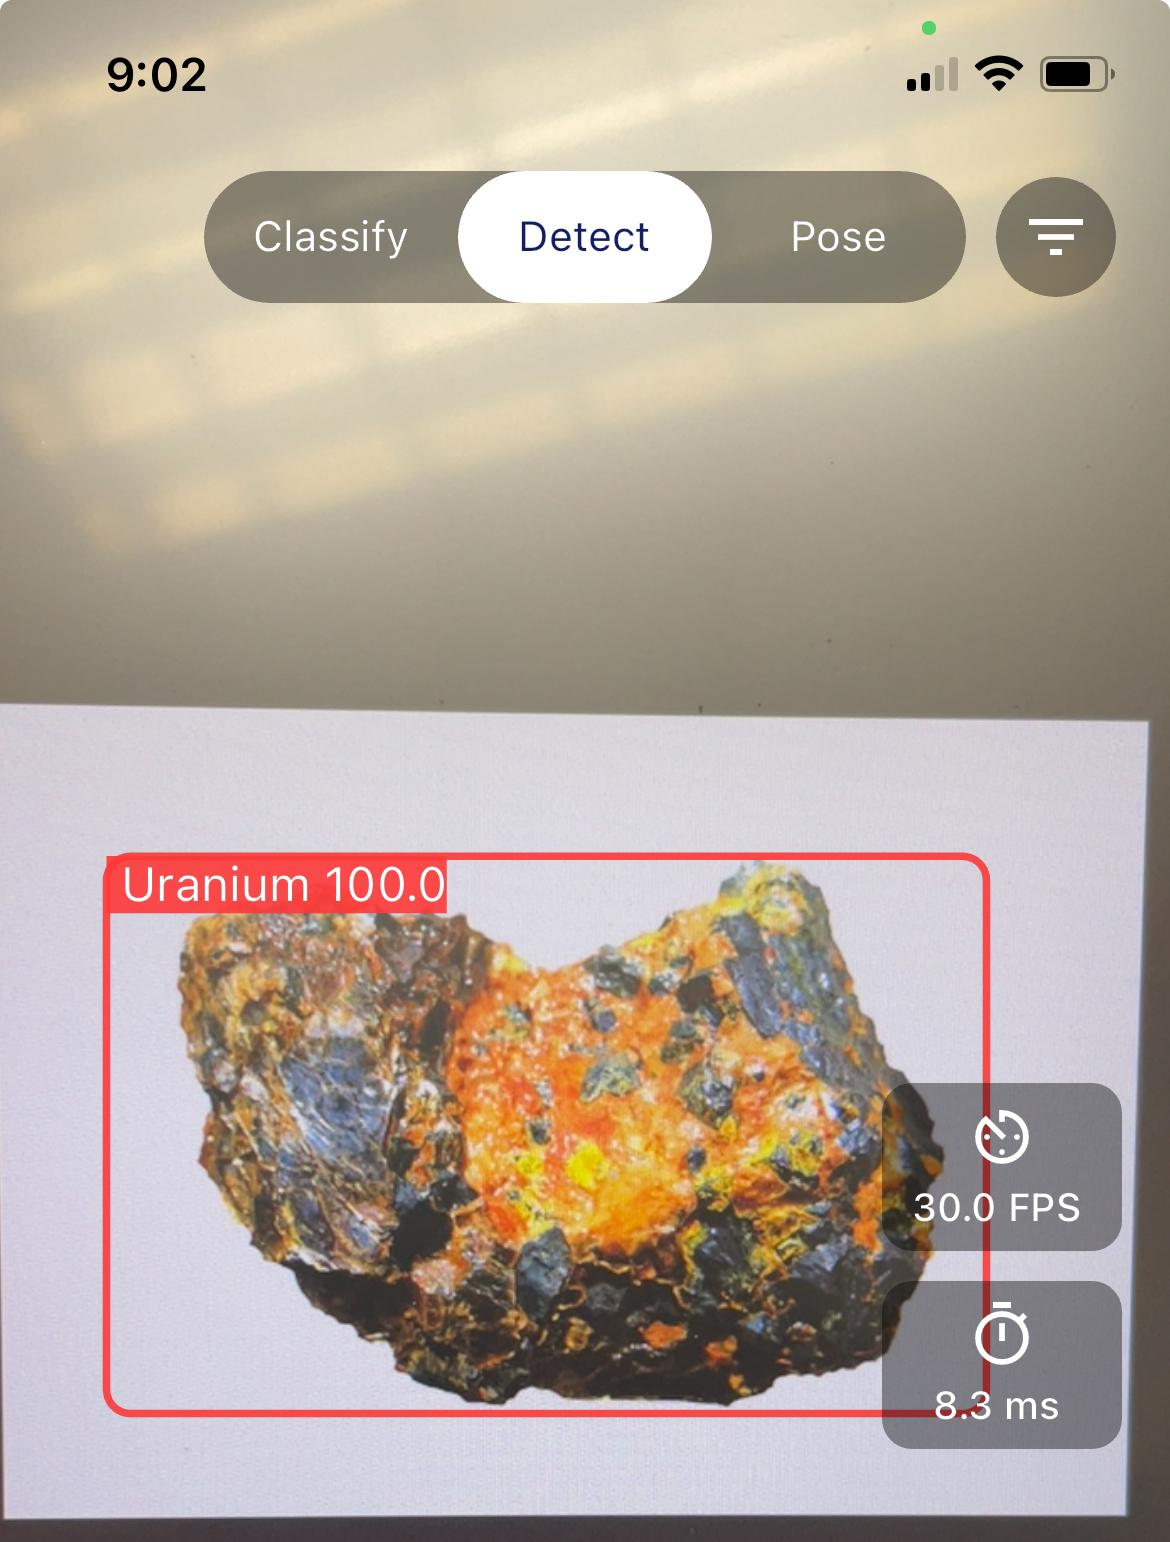 9:02
Classify
Detect
Pose
Uranium 100.0
30.0 FPS
8.3 ms